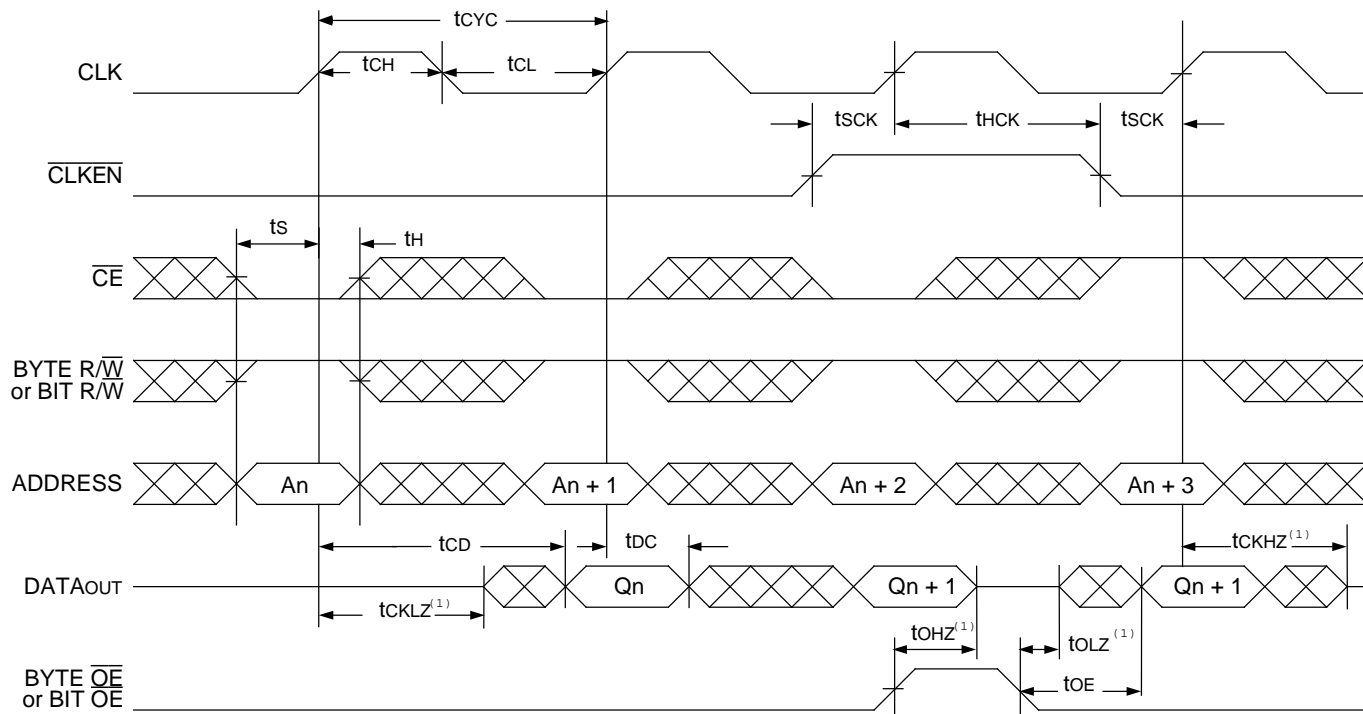 tCYC
CLK
tCH
tCL
tSCK
tHCK
tSCK
CLKEN
tS
tH
CE
BYTE R/W
or BIT R/W
ADDRESS
An
An + 1
An + 2
An + 3
tCD
tDC
tCKHZ(1)
DATAOUT
Qn
Qn + 1
Qn + 1
tCKLZ(1)
tOHZ(1)
tOLZ(1)
tOE
BYTE OE
or BIT OE